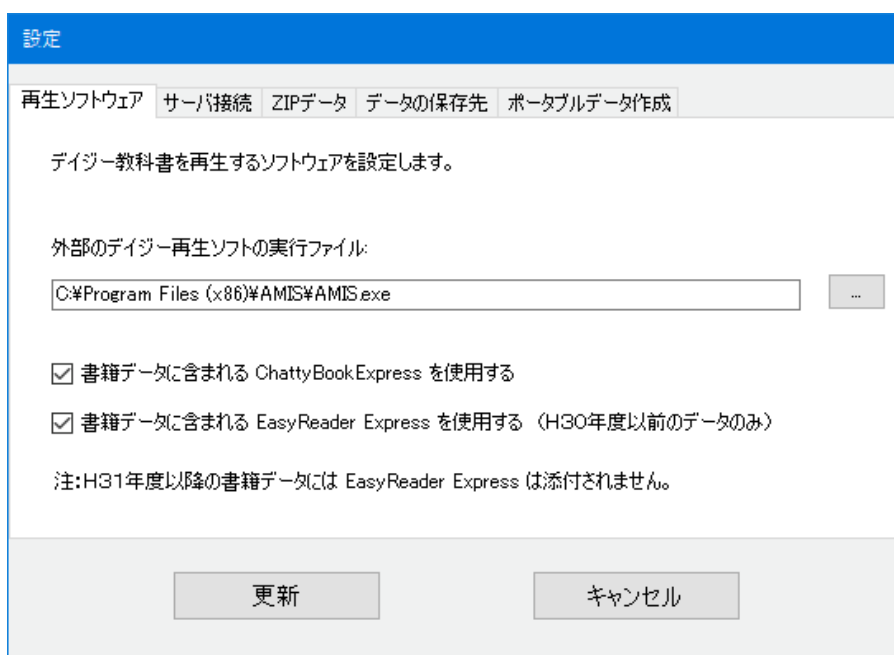 設定
再生ソフトウェア サーバ接続 ZIPデータ データの保存先 ポータブルデータ作成
デイジー教科書を再生するソフトウェアを設定します。
外部のデイジー再生ソフトの実行ファイル:
C:¥Program Files (x86)¥AMIS¥AMIS.exe ...
書籍データに含まれる ChattyBookExpress を使用する
書籍データに含まれる EasyReader Express を使用する (H30年度以前のデータのみ)
注:H31年度以降の書籍データには EasyReader Express は添付されません。
更新 キャンセル